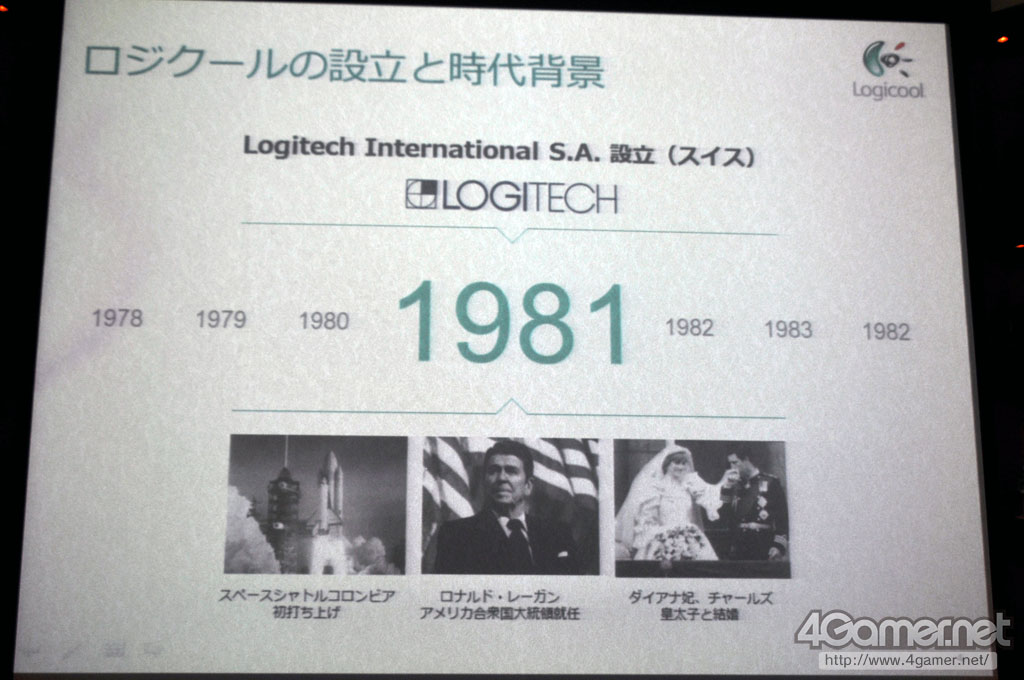 ロジクールの設立と時代背景
Logicool
Logitech International S.A. 設立（スイス）
LOGITECH
1978 1979 1980 1981 1982 1983 1982
スペースシャトルコロンビア
初打ち上げ
ロナルド・レーガン
アメリカ合衆国大統領就任
ダイアナ妃、チャールズ
皇太子と結婚
4Gamer.net
http://www.4gamer.net/